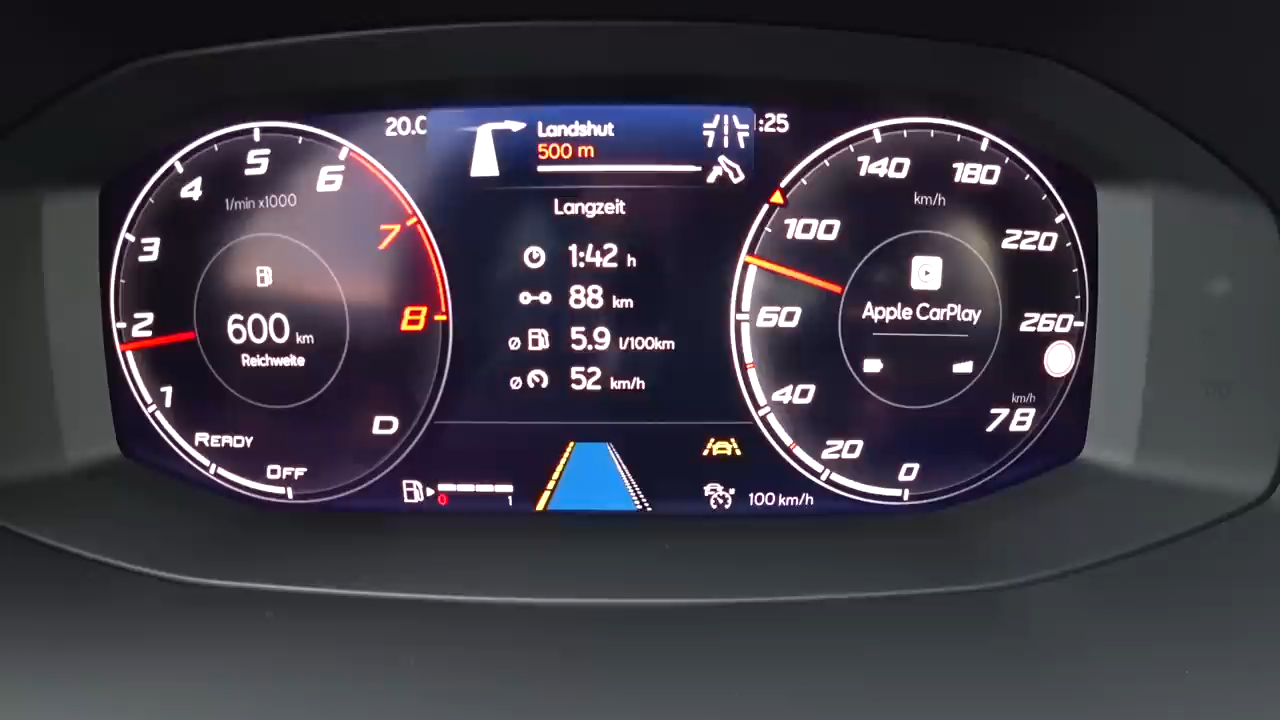 20.0
Landshut
500 m
:25
5
4
6
1/min x1000
3
7
2
8
600 km
Reichweite
1
READY
D
OFF
Langzeit
1:42 h
88 km
ø 5.9 l/100km
ø 52 km/h
0 1
100 km/h
140
180
km/h
100
220
60
Apple CarPlay
260
40
km/h
78
20
0